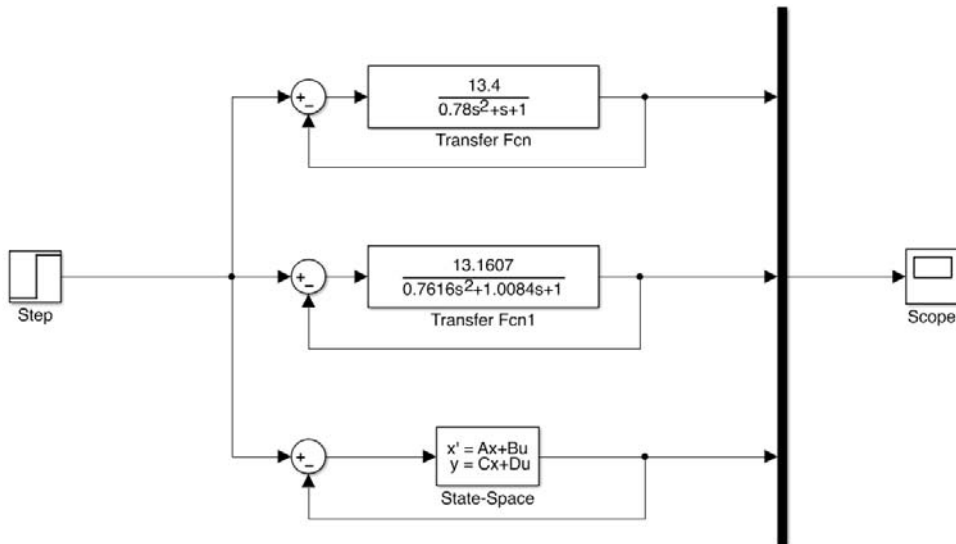 +
-
13.4
0.78s²+s+1
Transfer Fcn
+
-
13.1607
0.7616s²+1.0084s+1
Transfer Fcn1
Step
Scope
+
-
x' = Ax+Bu
y = Cx+Du
State-Space